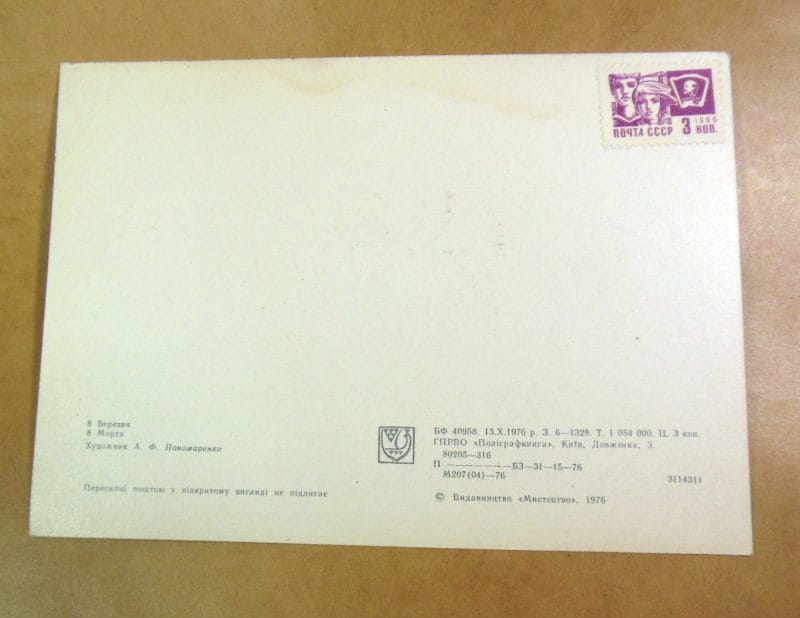 1966
ПОЧТА СССР 3 КОП.
8 Березня
8 Марта
Художник А. Ф. Пономаренко
Пересилці поштою у відкритому вигляді не підлягає
БФ 40958. 13.X.1976 р. З. 6—1328. Т. 1 054 000. Ц. 3 коп.
ГПРВО «Поліграфкнига», Київ, Довженка, 3.
80205—316
П ——————— БЗ—31—15—76
М207(04)—76
3114311
© Видавництво «Мистецтво», 1976